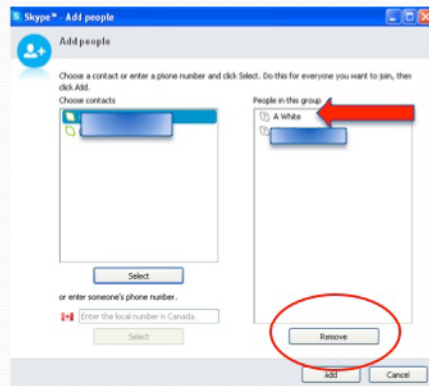 Skype™ - Add people
Add people
Choose a contact or enter a phone number and click Select. Do this for everyone you want to join, then
click Add.
Choose contacts
People in this group
A White
Select
or enter someone's phone number.
Enter the local number in Canada.
Select
Remove
Add
Cancel